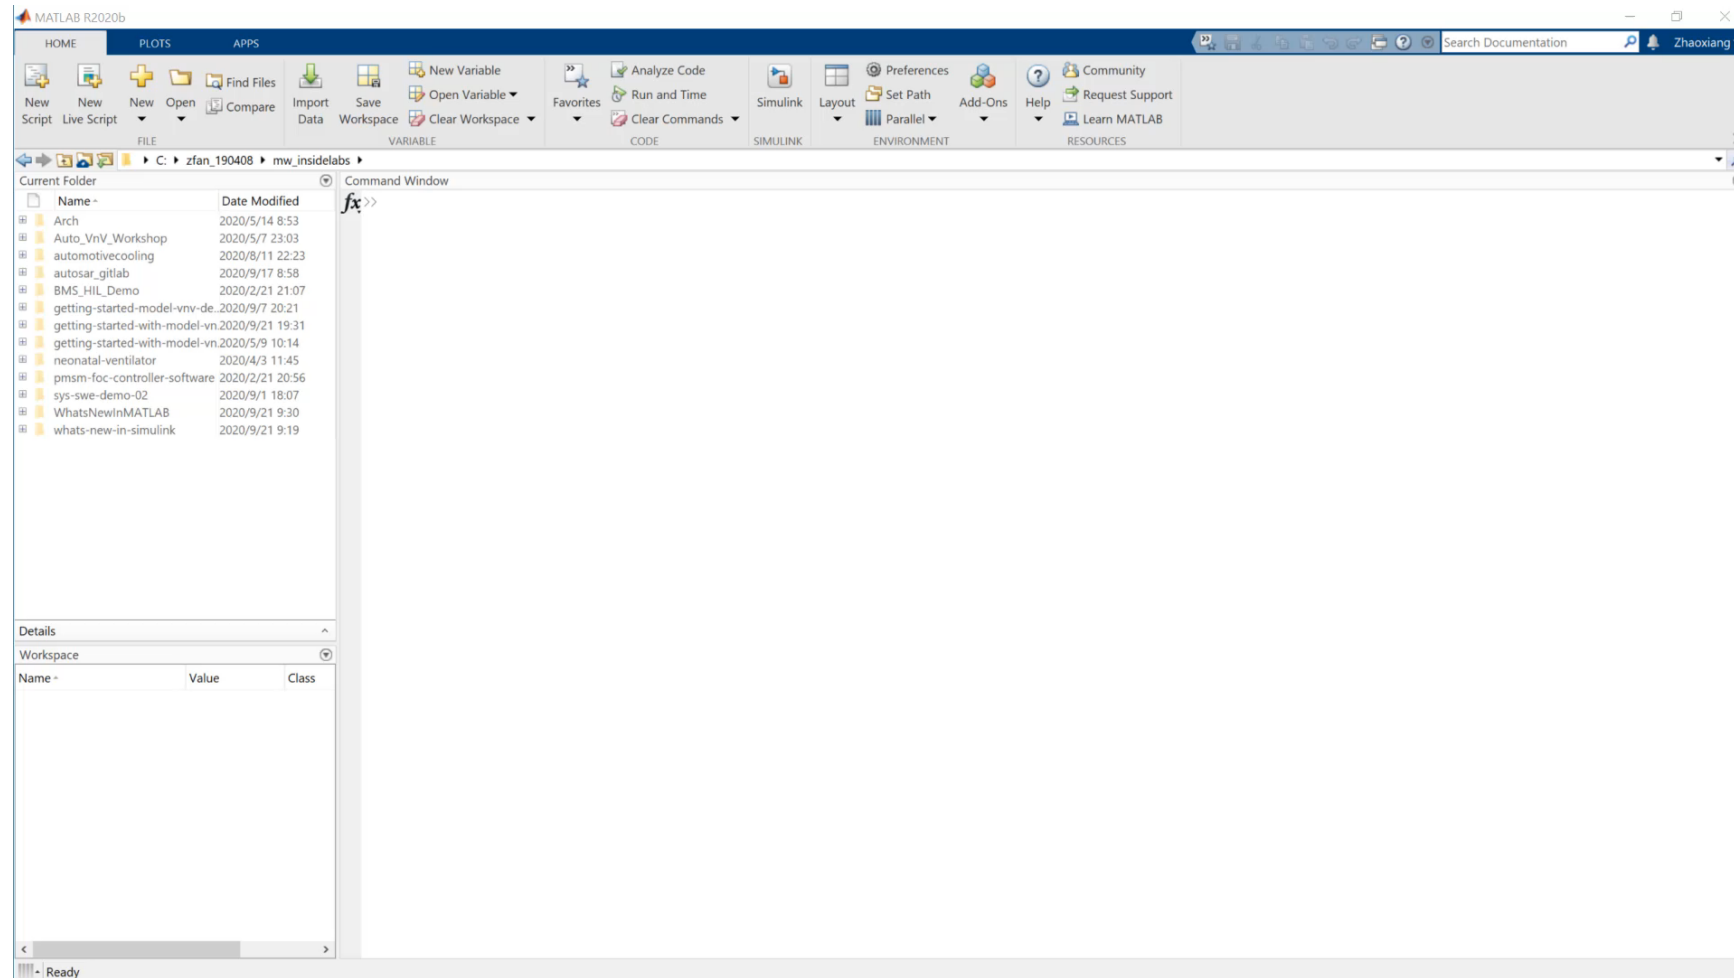 MATLAB R2020b
HOME PLOTS APPS
Search Documentation
Zhaoxiang
New Script
New Live Script
New
Open
Find Files
Compare
FILE
Import Data
Save Workspace
New Variable
Open Variable
Clear Workspace
VARIABLE
Favorites
Analyze Code
Run and Time
Clear Commands
CODE
Simulink
SIMULINK
Layout
Preferences
Set Path
Parallel
Add-Ons
ENVIRONMENT
Help
Community
Request Support
Learn MATLAB
RESOURCES
C: zfan_190408 mw_insidelabs
Current Folder
Name Date Modified
Arch 2020/5/14 8:53
Auto_VnV_Workshop 2020/5/7 23:03
automotivecooling 2020/8/11 22:23
autosar_gitlab 2020/9/17 8:58
BMS_HIL_Demo 2020/2/21 21:07
getting-started-model-vnv-de.. 2020/9/7 20:21
getting-started-with-model-vn. 2020/9/21 19:31
getting-started-with-model-vn. 2020/5/9 10:14
neonatal-ventilator 2020/4/3 11:45
pmsm-foc-controller-software 2020/2/21 20:56
sys-swe-demo-02 2020/9/1 18:07
WhatsNewInMATLAB 2020/9/21 9:30
whats-new-in-simulink 2020/9/21 9:19
Details
Workspace
Name Value Class
Command Window
fx >>
Ready